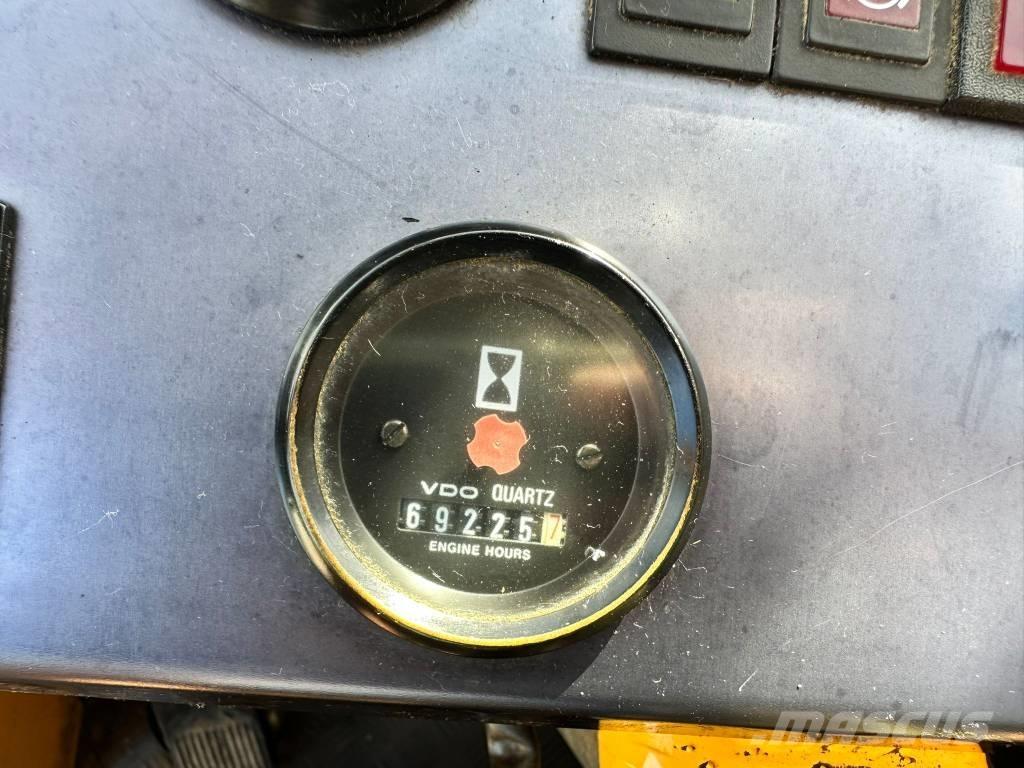 VDO QUARTZ
692257
ENGINE HOURS
MASCUS